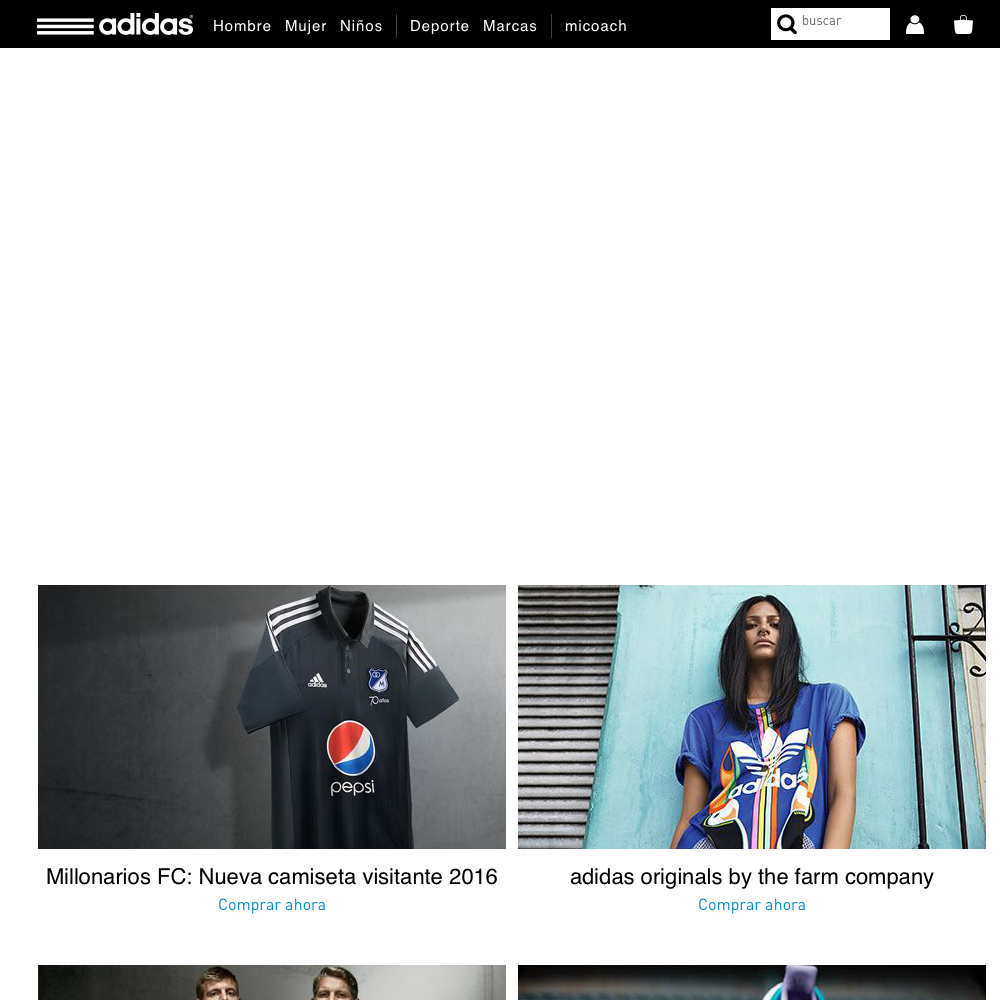 adidas Hombre Mujer Niños Deporte Marcas micoach buscar
adidas
70 años
pepsi
adidas
Millonarios FC: Nueva camiseta visitante 2016
Comprar ahora
adidas originals by the farm company
Comprar ahora